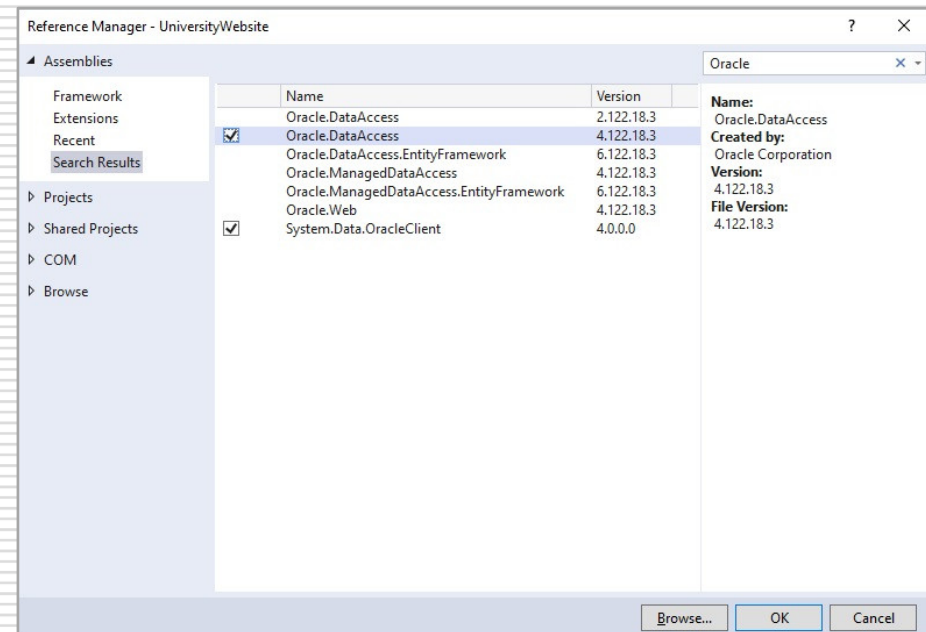 Reference Manager - UniversityWebsite
Assemblies
Oracle
Framework
Extensions
Recent
Search Results
Projects
Shared Projects
COM
Browse
Name Version
Oracle.DataAccess 2.122.18.3
Oracle.DataAccess 4.122.18.3
Oracle.DataAccess.EntityFramework 6.122.18.3
Oracle.ManagedDataAccess 4.122.18.3
Oracle.ManagedDataAccess.EntityFramework 6.122.18.3
Oracle.Web 4.122.18.3
System.Data.OracleClient 4.0.0.0
Name:
Oracle.DataAccess
Created by:
Oracle Corporation
Version:
4.122.18.3
File Version:
4.122.18.3
Browse... OK Cancel